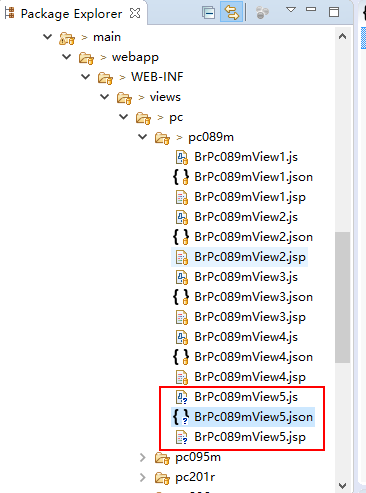 Package Explorer
> main
> webapp
> WEB-INF
> views
> pc
> pc089m
BrPc089mView1.js
BrPc089mView1.json
BrPc089mView1.jsp
BrPc089mView2.js
BrPc089mView2.json
BrPc089mView2.jsp
BrPc089mView3.js
BrPc089mView3.json
BrPc089mView3.jsp
BrPc089mView4.js
BrPc089mView4.json
BrPc089mView4.jsp
BrPc089mView5.js
BrPc089mView5.json
BrPc089mView5.jsp
pc095m
pc201r